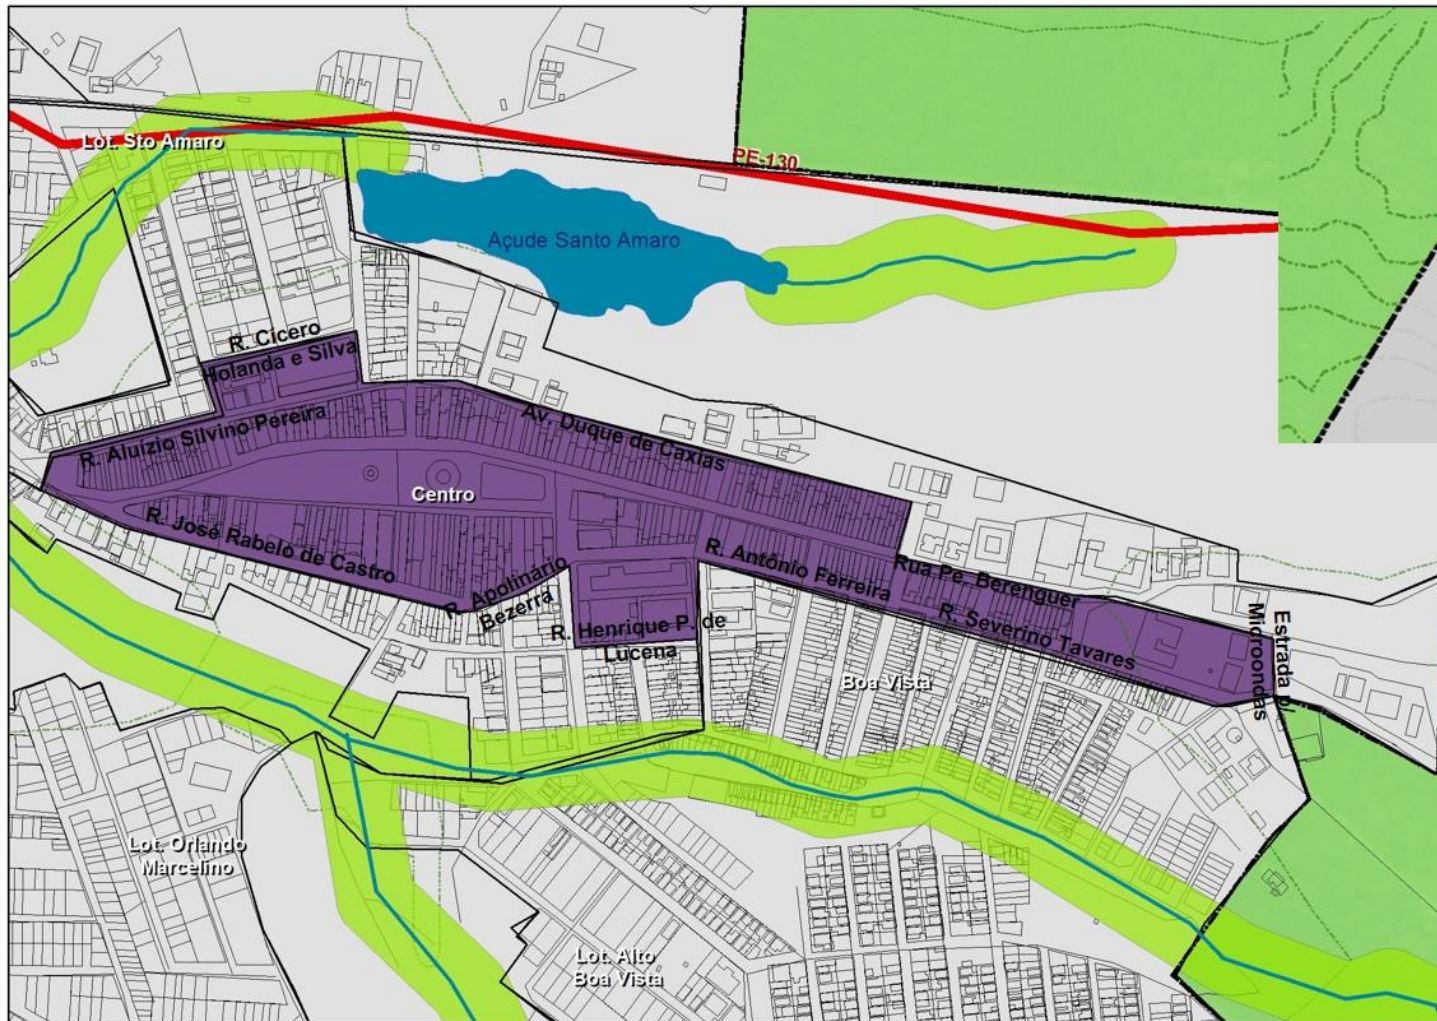 Lot. Sto Amaro
PE-130
Açude Santo Amaro
R. Cícero
Holanda e Silva
R. Aluízio Silvino Pereira
Av. Duque de Caxias
Centro
R. José Rabelo de Castro
R. Antônio Ferreira
Rua Pe. Berenguer
R. Apolinário
Bezerra
R. Henrique P. de
Lucena
R. Severino Tavares
Estrada p/
Microondas
Boa Vista
Lot. Orlando
Marcelino
Lot. Alto
Boa Vista